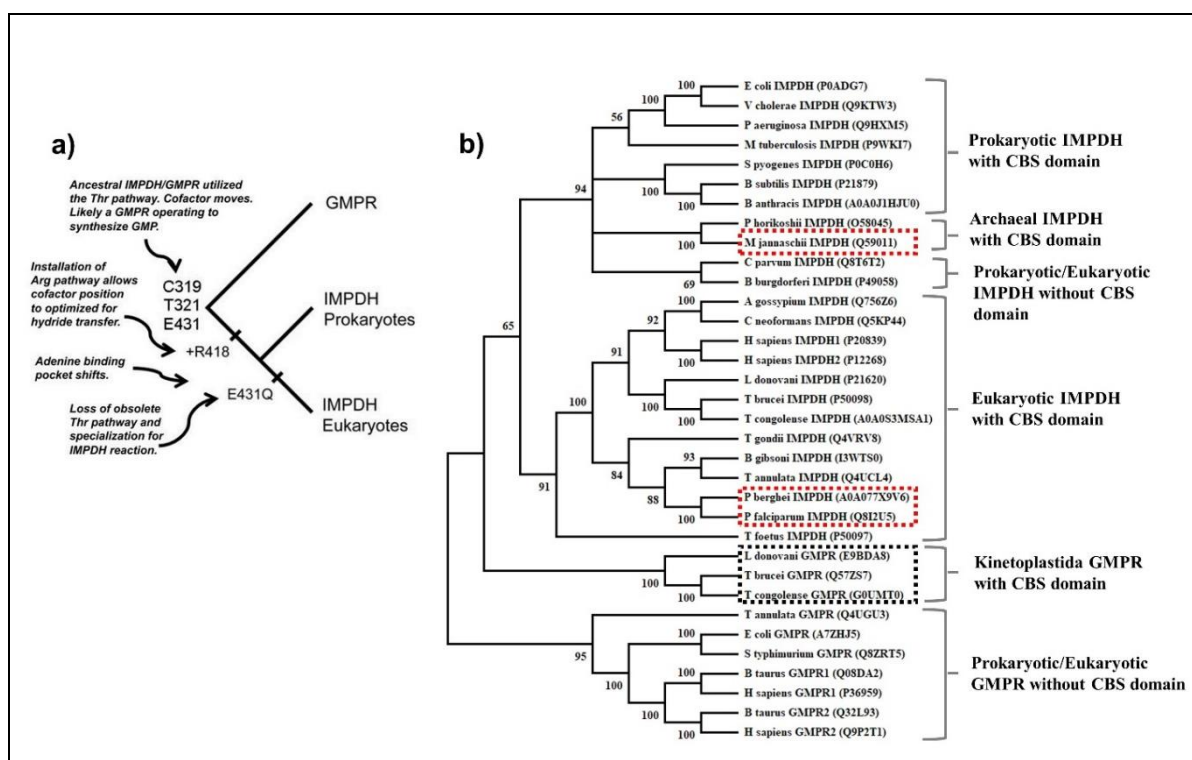 a)
Ancestral IMPDH/GMPR utilized
the Thr pathway. Cofactor moves.
Likely a GMPR operating to
synthesize GMP.
Installation of
Arg pathway allows
cofactor position
to optimized for
hydride transfer.
C319
T321
E431
+R418
Adenine binding
pocket shifts.
E431Q
Loss of obsolete
Thr pathway and
specialization for
IMPDH reaction.
GMPR
IMPDH
Prokaryotes
IMPDH
Eukaryotes
b)
E coli IMPDH (P0ADG7)
V cholerae IMPDH (Q9KTW3)
P aeruginosa IMPDH (Q9HXM5)
M tuberculosis IMPDH (P9WKI7)
S pyogenes IMPDH (P0C0H6)
B subtilis IMPDH (P21879)
B anthracis IMPDH (A0A0J1HJU0)
P horikoshii IMPDH (O58045)
M jannaschii IMPDH (Q59011)
C parvum IMPDH (Q8T6T2)
B burgdorferi IMPDH (P49058)
A gossypium IMPDH (Q756Z6)
C neoformans IMPDH (Q5KP44)
H sapiens IMPDH1 (P20839)
H sapiens IMPDH2 (P12268)
L donovani IMPDH (P21620)
T brucei IMPDH (P50098)
T congolense IMPDH (A0A0S3MSA1)
T gondii IMPDH (Q4VRV8)
B gibsoni IMPDH (I3WTS0)
T annulata IMPDH (Q4UCL4)
P berghei IMPDH (A0A077X9V6)
P falciparum IMPDH (Q8I2U5)
T foetus IMPDH (P50097)
L donovani GMPR (E9BDA8)
T brucei GMPR (Q57ZS7)
T congolense GMPR (G0UMT0)
T annulata GMPR (Q4UGU3)
E coli GMPR (A7ZHJ5)
S typhimurium GMPR (Q8ZRT5)
B taurus GMPR1 (Q08DA2)
H sapiens GMPR1 (P36959)
B taurus GMPR2 (Q32L93)
H sapiens GMPR2 (Q9P2T1)
100
100
56
100
100
94
100
69
100
92
100
91
100
100
65
100
93
84
88
100
91
100
100
100
95
100
100
100
100
Prokaryotic IMPDH
with CBS domain
Archaeal IMPDH
with CBS domain
Prokaryotic/Eukaryotic
IMPDH without CBS
domain
Eukaryotic IMPDH
with CBS domain
Kinetoplastida GMPR
with CBS domain
Prokaryotic/Eukaryotic
GMPR without CBS domain